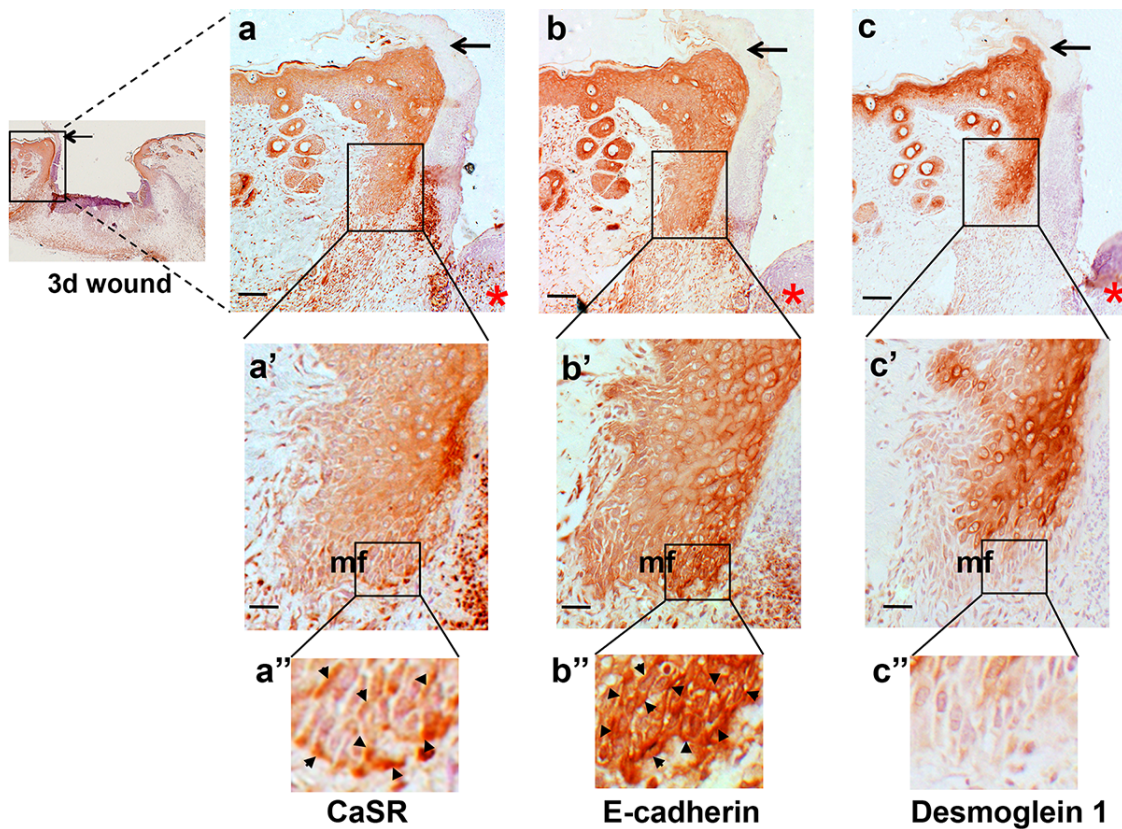 a
b
c
3d wound
*
*
*
a’
b’
c’
mf
mf
mf
a”
b”
c”
CaSR
E-cadherin
Desmoglein 1